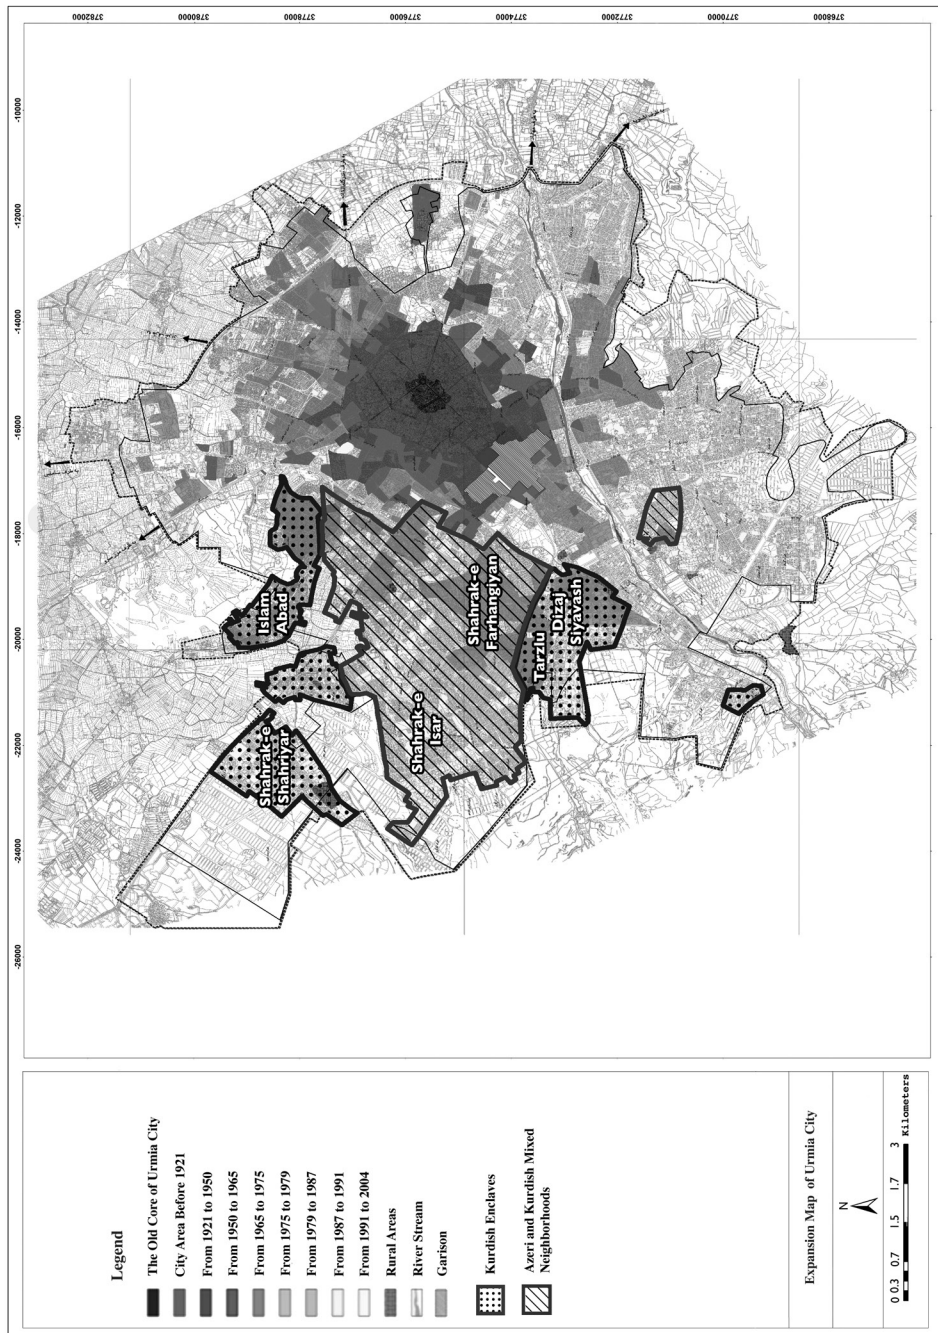 3782000
3780000
3778000
3776000
3774000
3772000
3770000
3768000
-10000
-12000
-14000
-16000
-18000
-20000
-22000
-24000
-26000
Islam
Abad
Shahrak-e
Shahriyar
Shahrak-e
Farhangiyan
Shahrak-e
Isar
Tarzlu
Dizaj
Siyavash
Legend
The Old Core of Urmia City
City Area Before 1921
From 1921 to 1950
From 1950 to 1965
From 1965 to 1975
From 1975 to 1979
From 1979 to 1987
From 1987 to 1991
From 1991 to 2004
Rural Areas
River Stream
Garison
Kurdish Enclaves
Azeri and Kurdish Mixed
Neighborhoods
Expansion Map of Urmia City
N
0 0.3 0.7 1.5 1.7 3
Kilometers